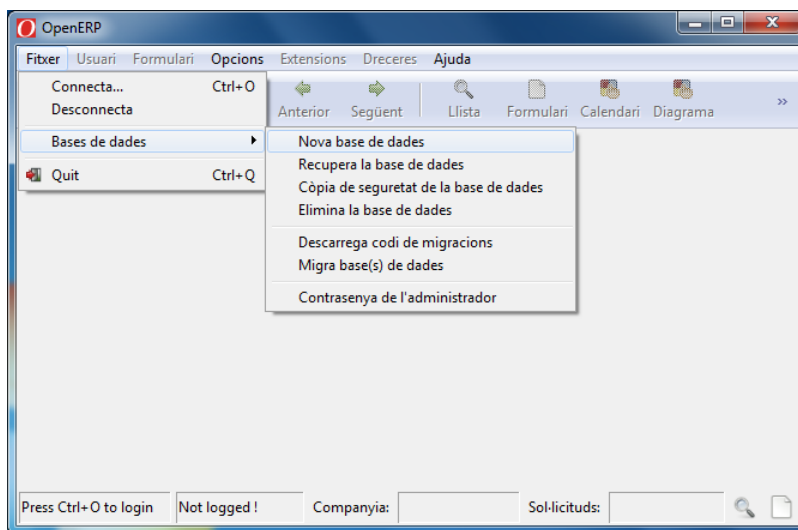 OpenERP
Fitxer Usuari Formulari Opcions Extensions Dreceres Ajuda
Connecta... Ctrl+O
Desconnecta
Bases de dades
Quit Ctrl+Q
Anterior Següent Llista Formulari Calendari Diagrama »
Nova base de dades
Recupera la base de dades
Còpia de seguretat de la base de dades
Elimina la base de dades
Descarrega codi de migracions
Migra base(s) de dades
Contrasenya de l'administrador
Press Ctrl+O to login Not logged ! Companyia: Sol·licituds: